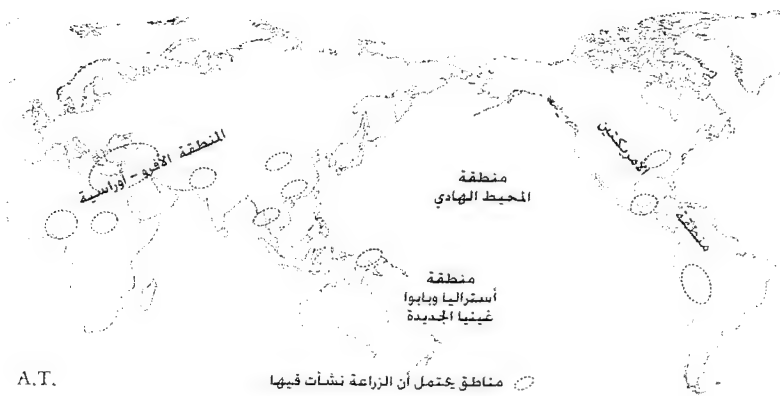 المنطقة الأفرو - أوراسية
منطقة
المحيط الهادي
منطقة
الأمريكتين
منطقة
أستراليا وبابوا
غينيا الجديدة
مناطق يحتمل أن الزراعة نشأت فيها
A.T.